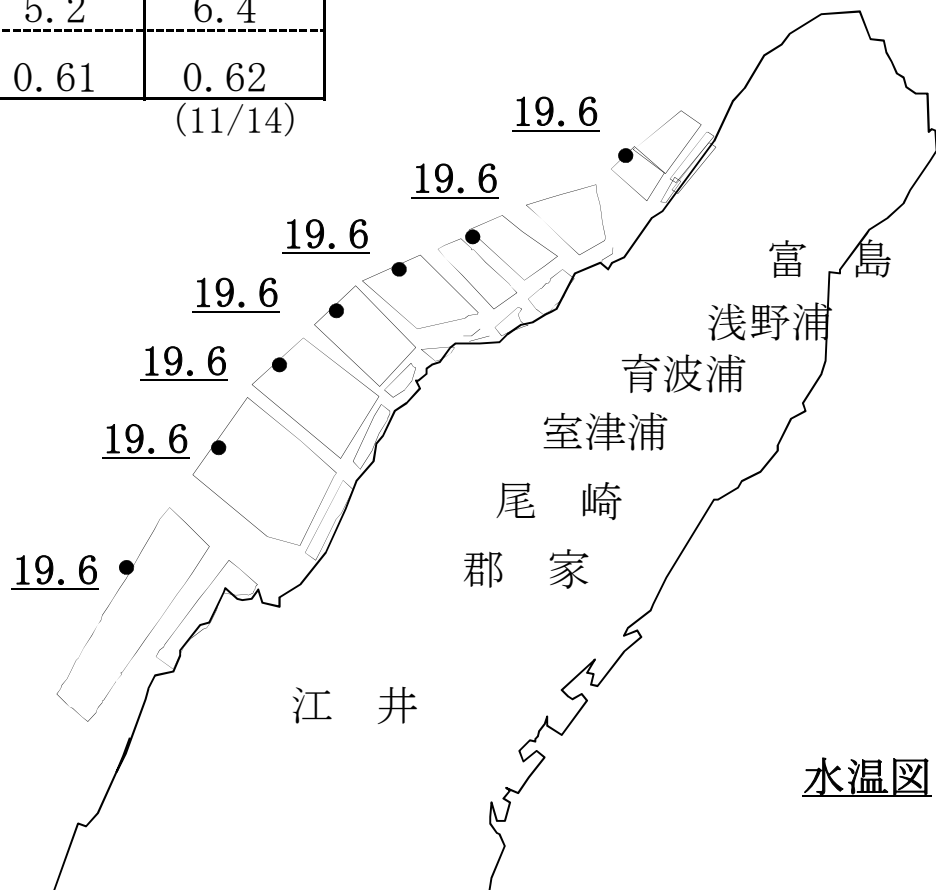 5.2 6.4
0.61 0.62
(11/14)
19.6
19.6
19.6
富 島
19.6
浅野浦
19.6
育波浦
19.6
室津浦
尾 崎
19.6
郡 家
江 井
水温図